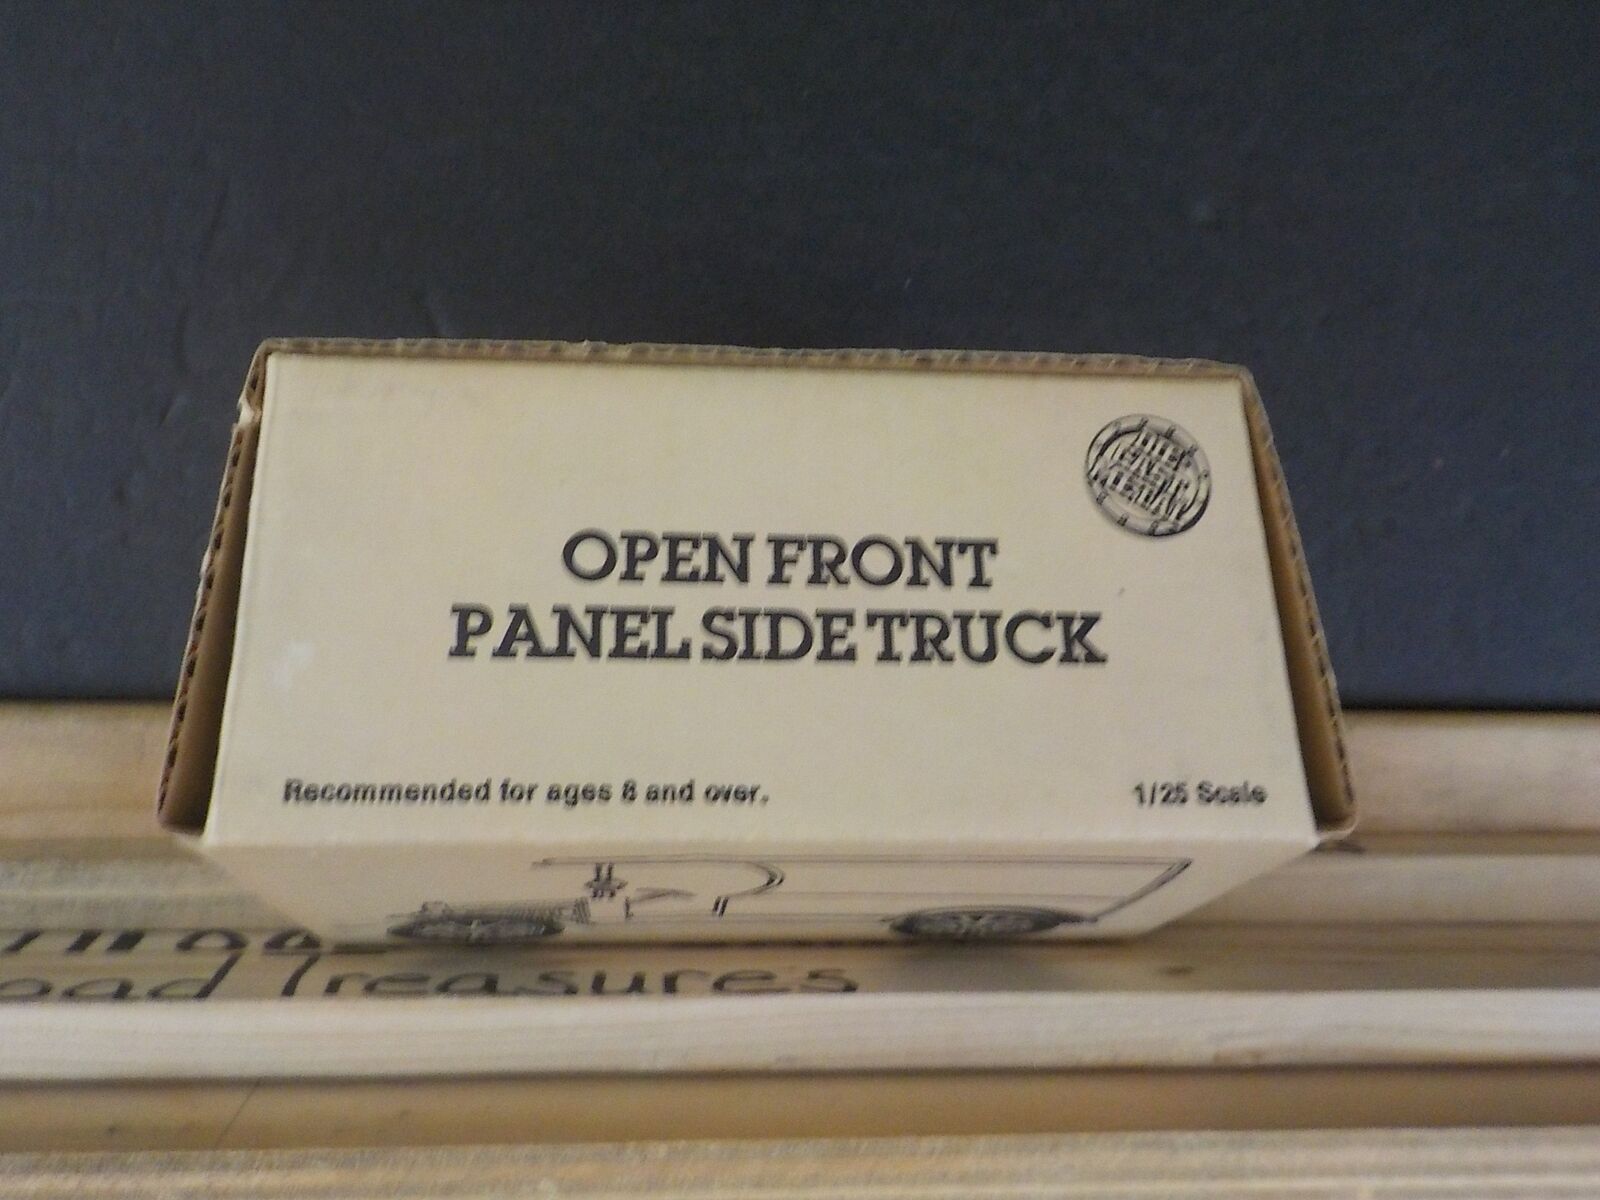 OPEN FRONT
PANEL SIDE TRUCK
Recommended for ages 8 and over.
1/25 Scale
Treasures